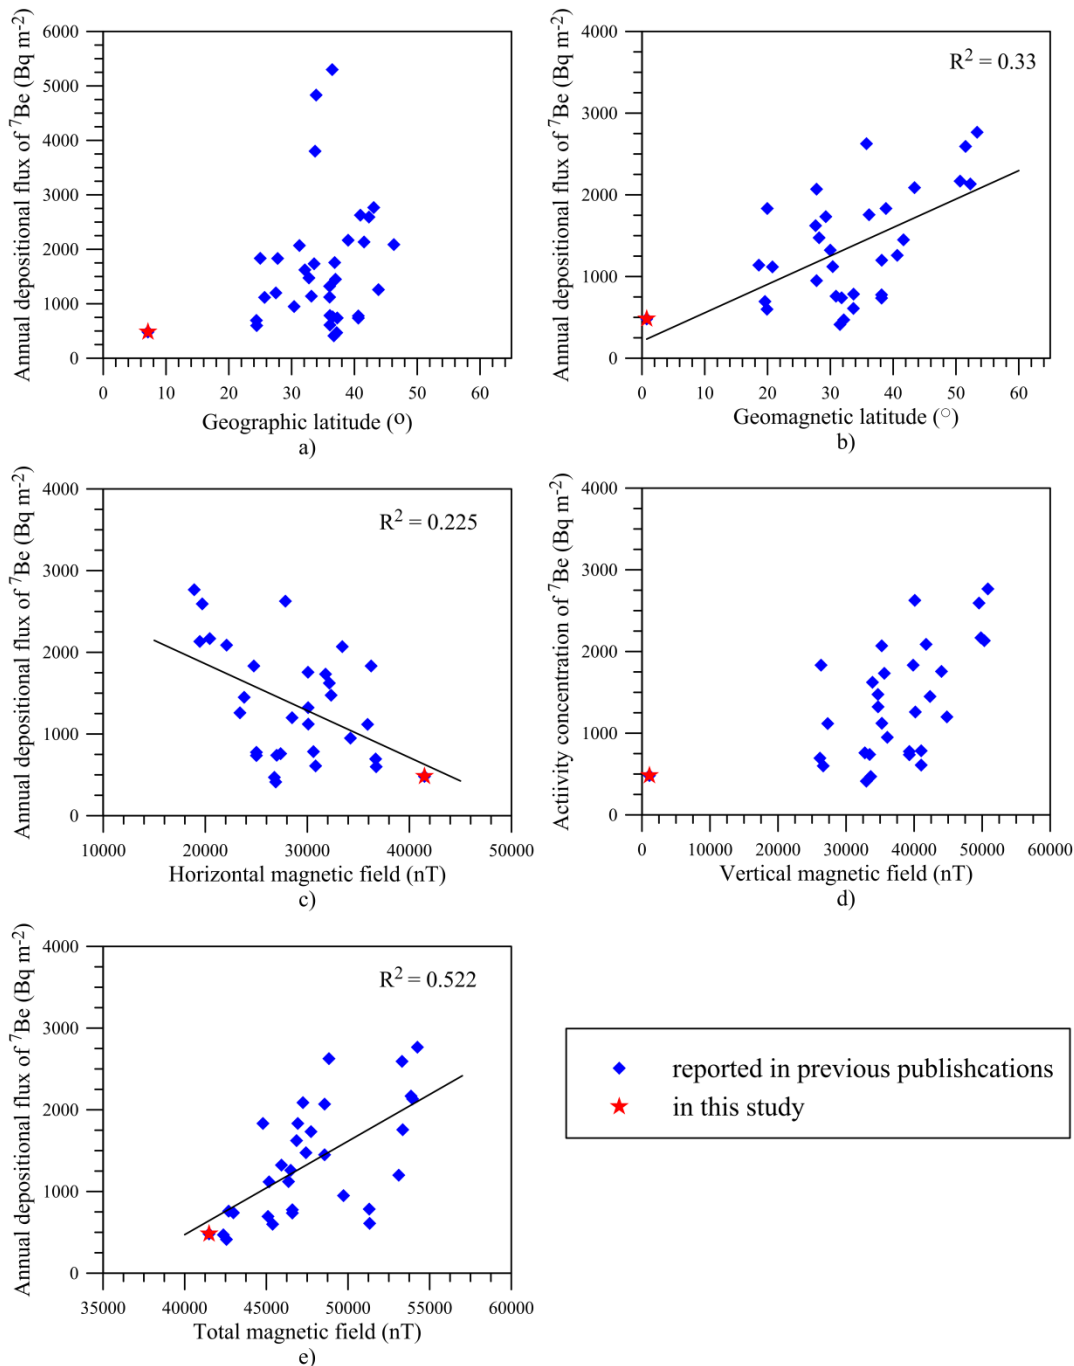 Annual depositional flux of ⁷Be (Bq m⁻²)
6000
5000
4000
3000
2000
1000
0
0 10 20 30 40 50 60
Geographic latitude (o)
a)
Annual depositional flux of ⁷Be (Bq m⁻²)
4000
3000
2000
1000
0
R² = 0.33
0 10 20 30 40 50 60
Geomagnetic latitude (○)
b)
Annual depositional flux of ⁷Be (Bq m⁻²)
4000
3000
2000
1000
0
R² = 0.225
10000 20000 30000 40000 50000
Horizontal magnetic field (nT)
c)
Actiivity concentration of ⁷Be (Bq m⁻²)
4000
3000
2000
1000
0
0 10000 20000 30000 40000 50000 60000
Vertical magnetic field (nT)
d)
Annual depositional flux of ⁷Be (Bq m⁻²)
4000
3000
2000
1000
0
R² = 0.522
35000 40000 45000 50000 55000 60000
Total magnetic field (nT)
e)
reported in previous publishcations
in this study